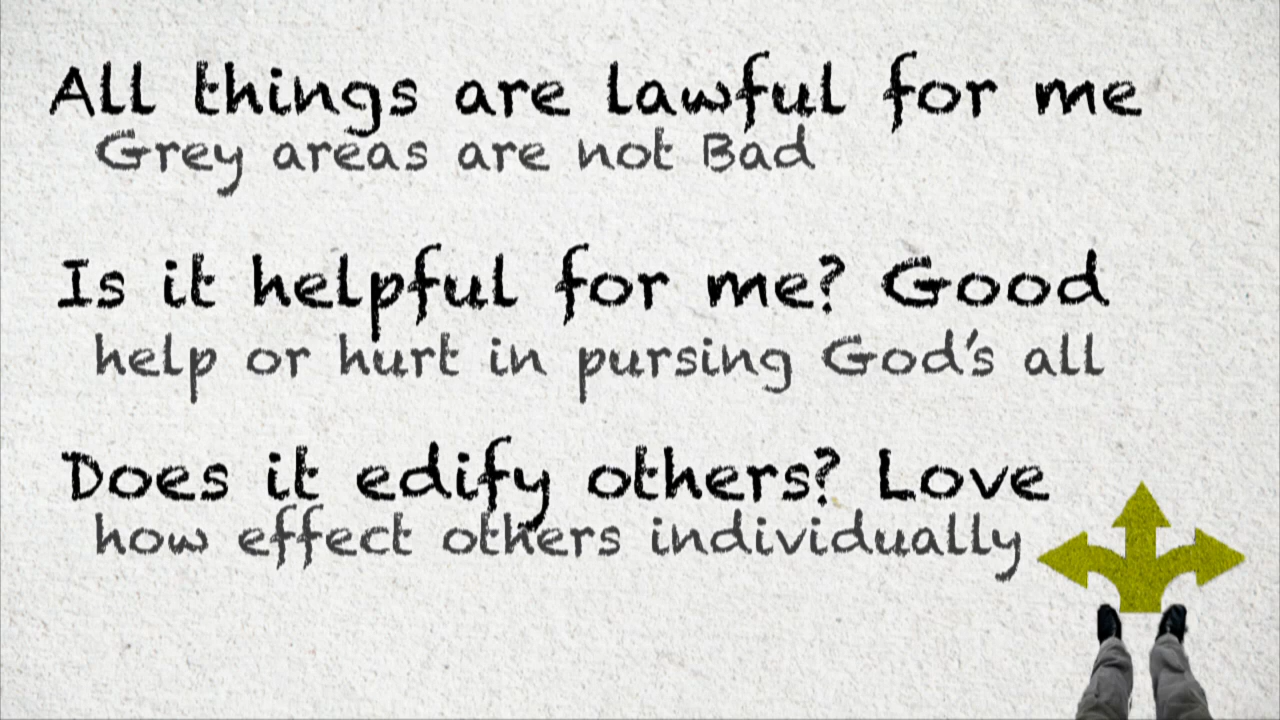 All things are lawful for me
Grey areas are not Bad
Is it helpful for me? Good
help or hurt in pursing God's all
Does it edify others? Love
how effect others individually